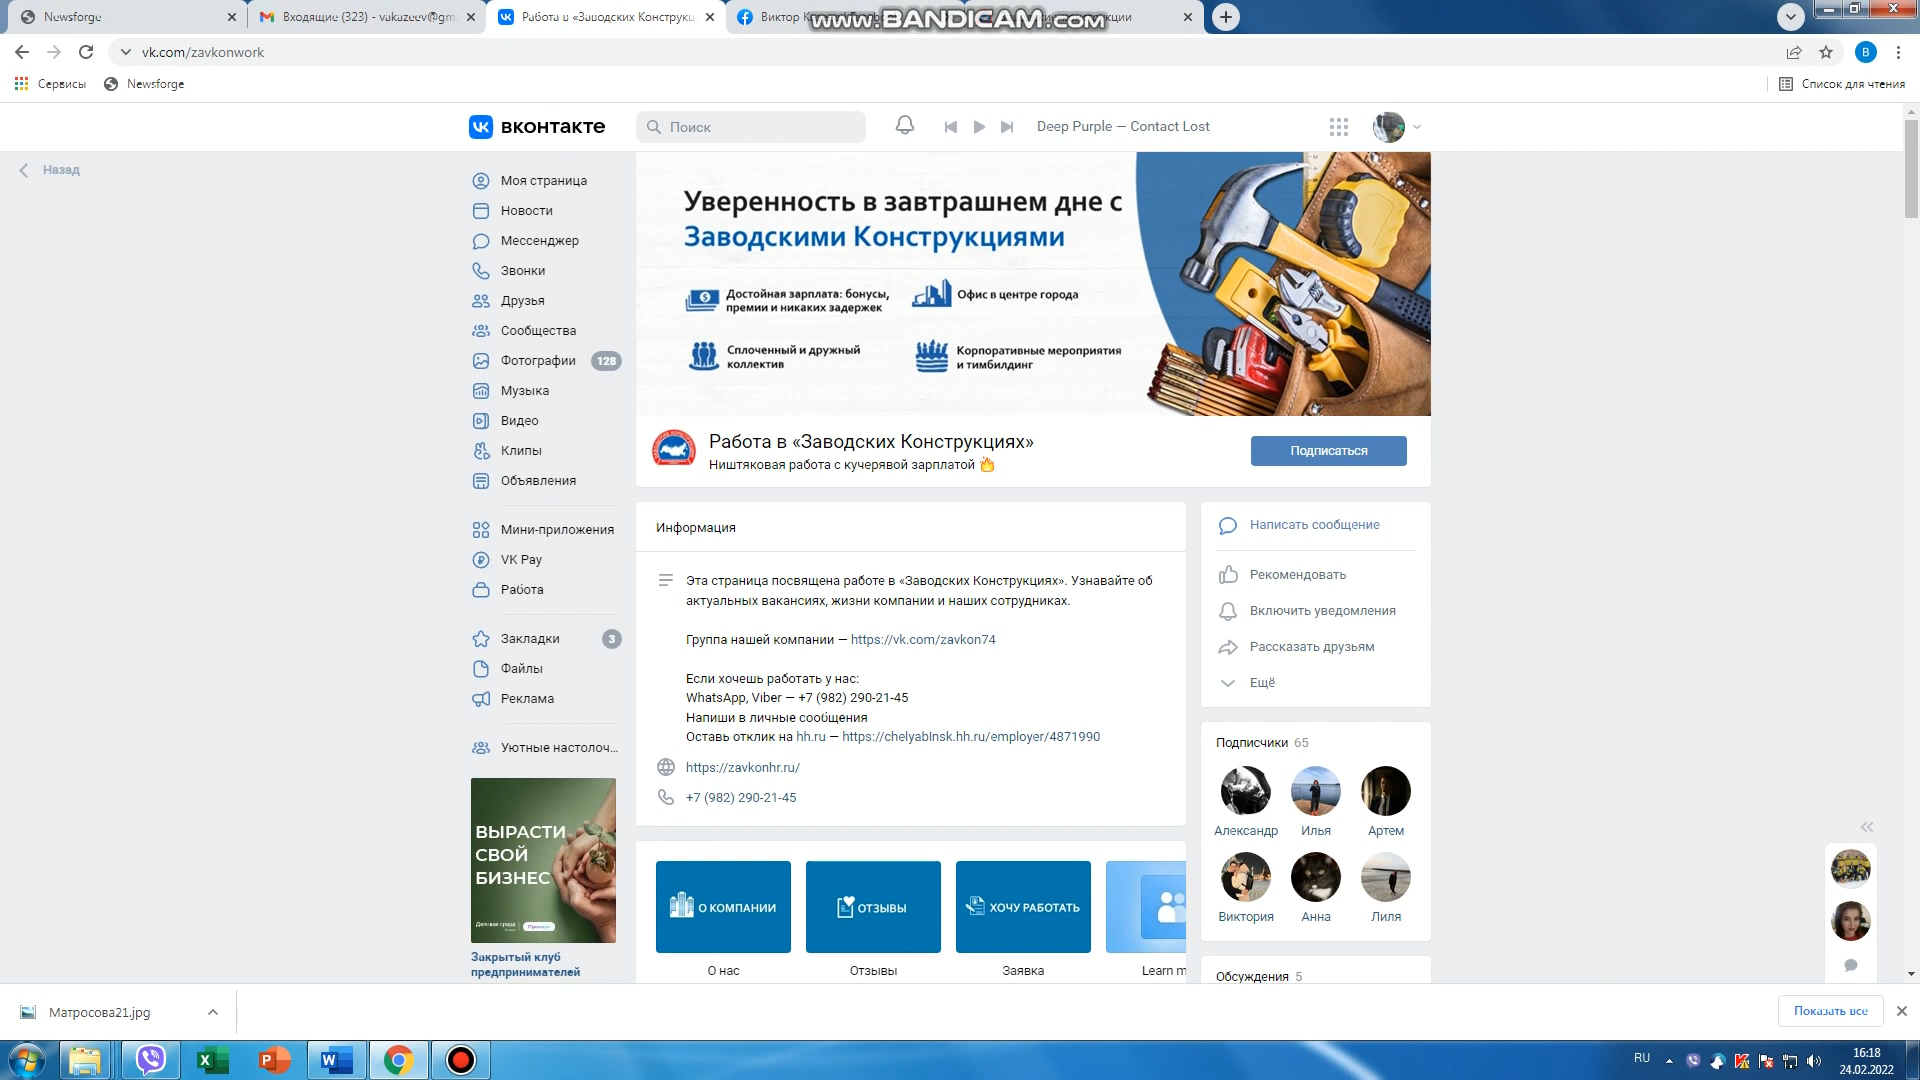 Newsforge
Входящие (323) - vakazeev@gm
Работа в «Заводских Конструкц
www.BANDICAM.com
vk.com/zavkonwork
B
Сервисы
Newsforge
Список для чтения
ВКОНТАКТЕ
Поиск
Deep Purple — Contact Lost
Назад
Моя страница
Новости
Мессенджер
Звонки
Друзья
Сообщества
Фотографии 128
Музыка
Видео
Клипы
Объявления
Мини-приложения
VK Pay
Работа
Закладки 3
Файлы
Реклама
Уютные настолоч...
ВЫРАСТИ
СВОЙ
БИЗНЕС
Закрытый клуб
предпринимателей
Уверенность в завтрашнем дне с
Заводскими Конструкциями
Достойная зарплата: бонусы,
премии и никаких задержек
Офис в центре города
Сплоченный и дружный
коллектив
Корпоративные мероприятия
и тимбилдинг
Работа в «Заводских Конструкциях»
Ништяковая работа с кучерявой зарплатой 🔥
Подписаться
Информация
Эта страница посвящена работе в «Заводских Конструкциях». Узнавайте об
актуальных вакансиях, жизни компании и наших сотрудниках.
Группа нашей компании — https://vk.com/zavkon74
Если хочешь работать у нас:
WhatsApp, Viber — +7 (982) 290-21-45
Напиши в личные сообщения
Оставь отклик на hh.ru — https://chelyabinsk.hh.ru/employer/4871990
https://zavkonhr.ru/
+7 (982) 290-21-45
О КОМПАНИИ
ОТЗЫВЫ
ХОЧУ РАБОТАТЬ
О нас
Отзывы
Заявка
Learn m
Написать сообщение
Рекомендовать
Включить уведомления
Рассказать друзьям
Ещё
Подписчики 65
Александр
Илья
Артем
Виктория
Анна
Лиля
Обсуждения 5
Матросова21.jpg
Показать все
RU
16:18
24.02.2022